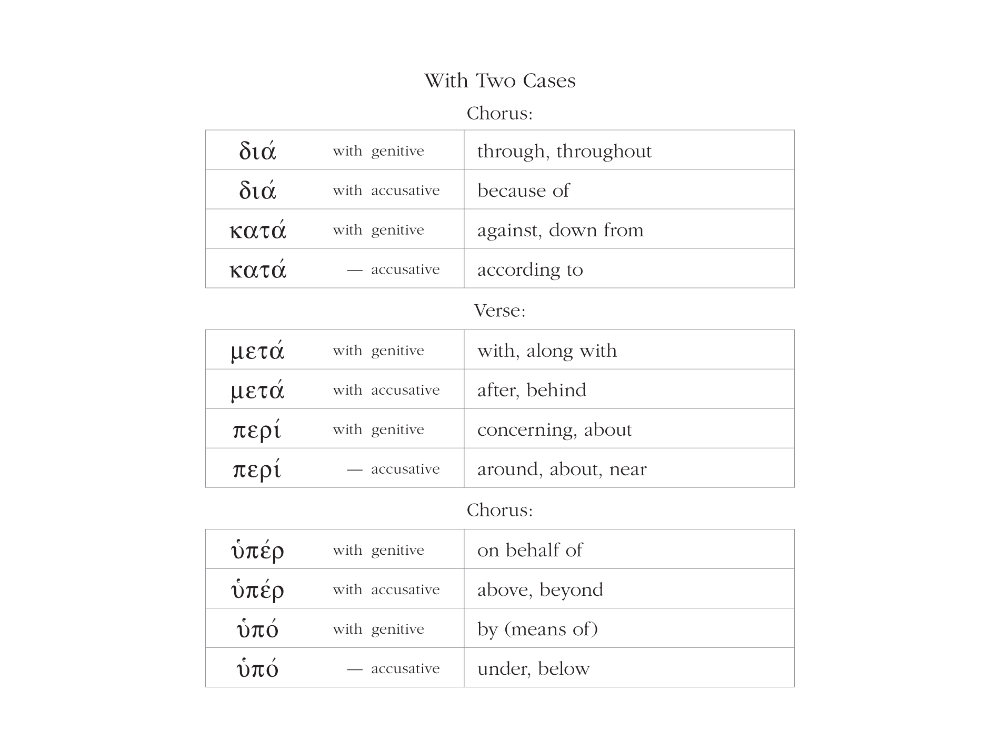 With Two Cases
Chorus:
διά with genitive through, throughout
διά with accusative because of
κατά with genitive against, down from
κατά — accusative according to
Verse:
μετά with genitive with, along with
μετά with accusative after, behind
περί with genitive concerning, about
περί — accusative around, about, near
Chorus:
ὑπέρ with genitive on behalf of
ὑπέρ with accusative above, beyond
ὑπό with genitive by (means of)
ὑπό — accusative under, below